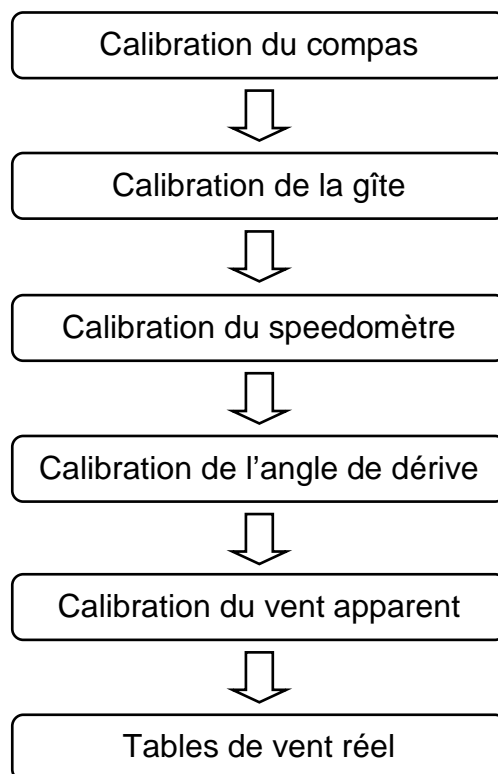 Calibration du compas
Calibration de la gîte
Calibration du speedomètre
Calibration de l’angle de dérive
Calibration du vent apparent
Tables de vent réel